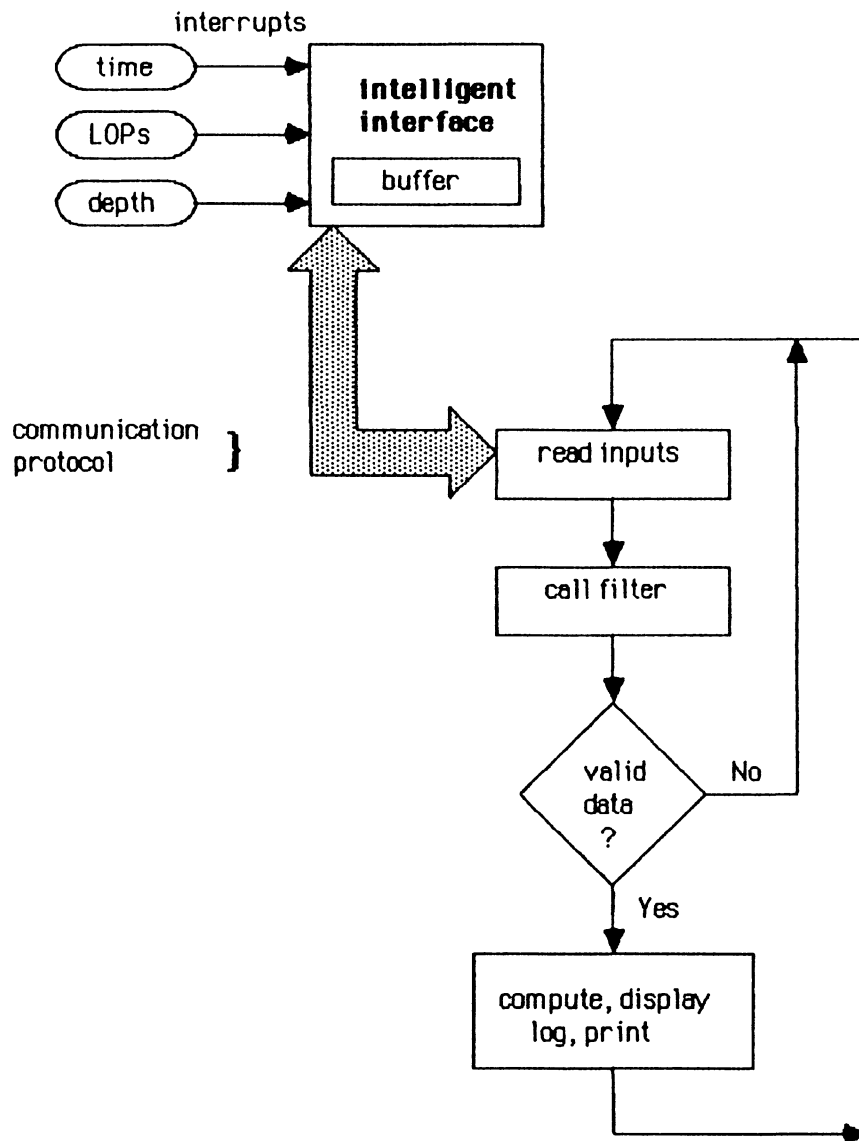 interrupts
time
LOPs
depth
intelligent
interface
buffer
communication
protocol
read inputs
call filter
valid
data
?
No
Yes
compute, display
log, print